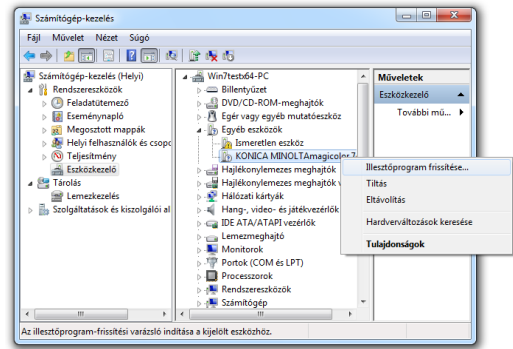 Számítógép-kezelés
Fájl Művelet Nézet Súgó
Számítógép-kezelés (Helyi)
Rendszereszközök
Feladatütemező
Eseménynapló
Megosztott mappák
Helyi felhasználók és csopo
Teljesítmény
Eszközkezelő
Tárolás
Lemezkezelés
Szolgáltatások és kiszolgálói al
Win7testx64-PC
Billentyűzet
DVD/CD-ROM-meghajtók
Egér vagy egyéb mutatóeszköz
Egyéb eszközök
Ismeretlen eszköz
KONICA MINOLTAmagicolor 7
Hajlékonylemezes meghajtók
Hajlékonylemezes meghajtók v
Hálózati kártyák
Hang-, video- és játékvezérlők
IDE ATA/ATAPI vezérlők
Lemezmeghajtó
Monitorok
Portok (COM és LPT)
Processzorok
Rendszereszközök
Számítógép
Műveletek
Eszközkezelő
További mű...
Illesztőprogram frissítése...
Tiltás
Eltávolítás
Hardverváltozások keresése
Tulajdonságok
Az illesztőprogram-frissítési varázsló indítása a kijelölt eszközhöz.